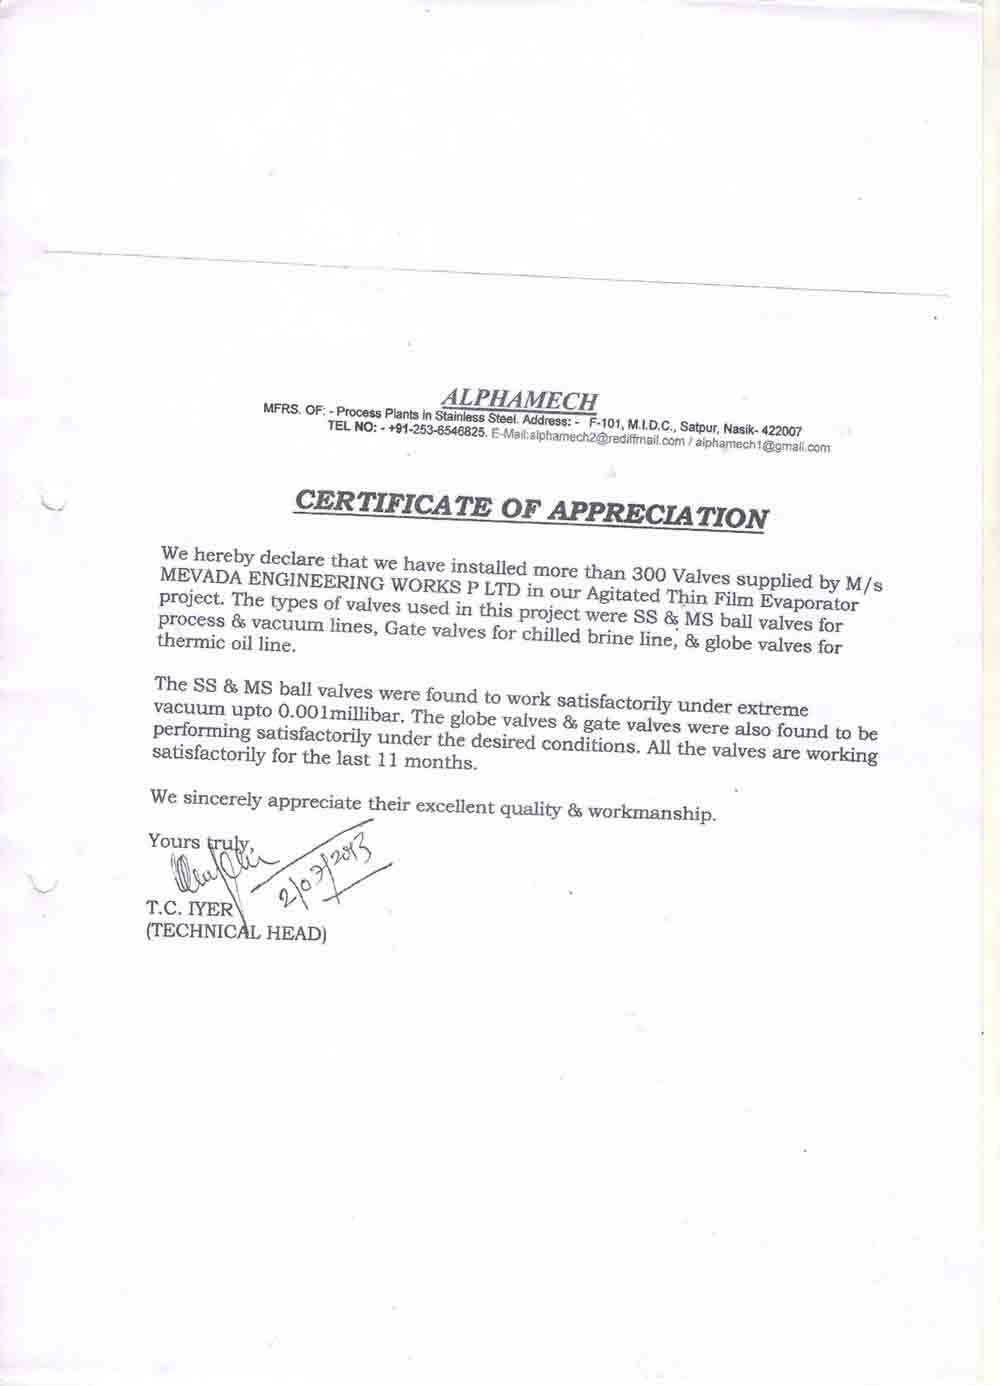 ALPHAMECH
MFRS. OF: - Process Plants in Stainless Steel. Address: - F-101, M.I.D.C., Satpur, Nasik- 422007
TEL NO: - +91-253-6546825. E-Mail:alphamech2@rediffmail.com / alphamech1@gmail.com
CERTIFICATE OF APPRECIATION
We hereby declare that we have installed more than 300 Valves supplied by M/s
MEVADA ENGINEERING WORKS P LTD in our Agitated Thin Film Evaporator
project. The types of valves used in this project were SS & MS ball valves for
process & vacuum lines, Gate valves for chilled brine line, & globe valves for
thermic oil line.
The SS & MS ball valves were found to work satisfactorily under extreme
vacuum upto 0.001millibar. The globe valves & gate valves were also found to be
performing satisfactorily under the desired conditions. All the valves are working
satisfactorily for the last 11 months.
We sincerely appreciate their excellent quality & workmanship.
Yours truly,
2/07/2013
T.C. IYER
(TECHNICAL HEAD)